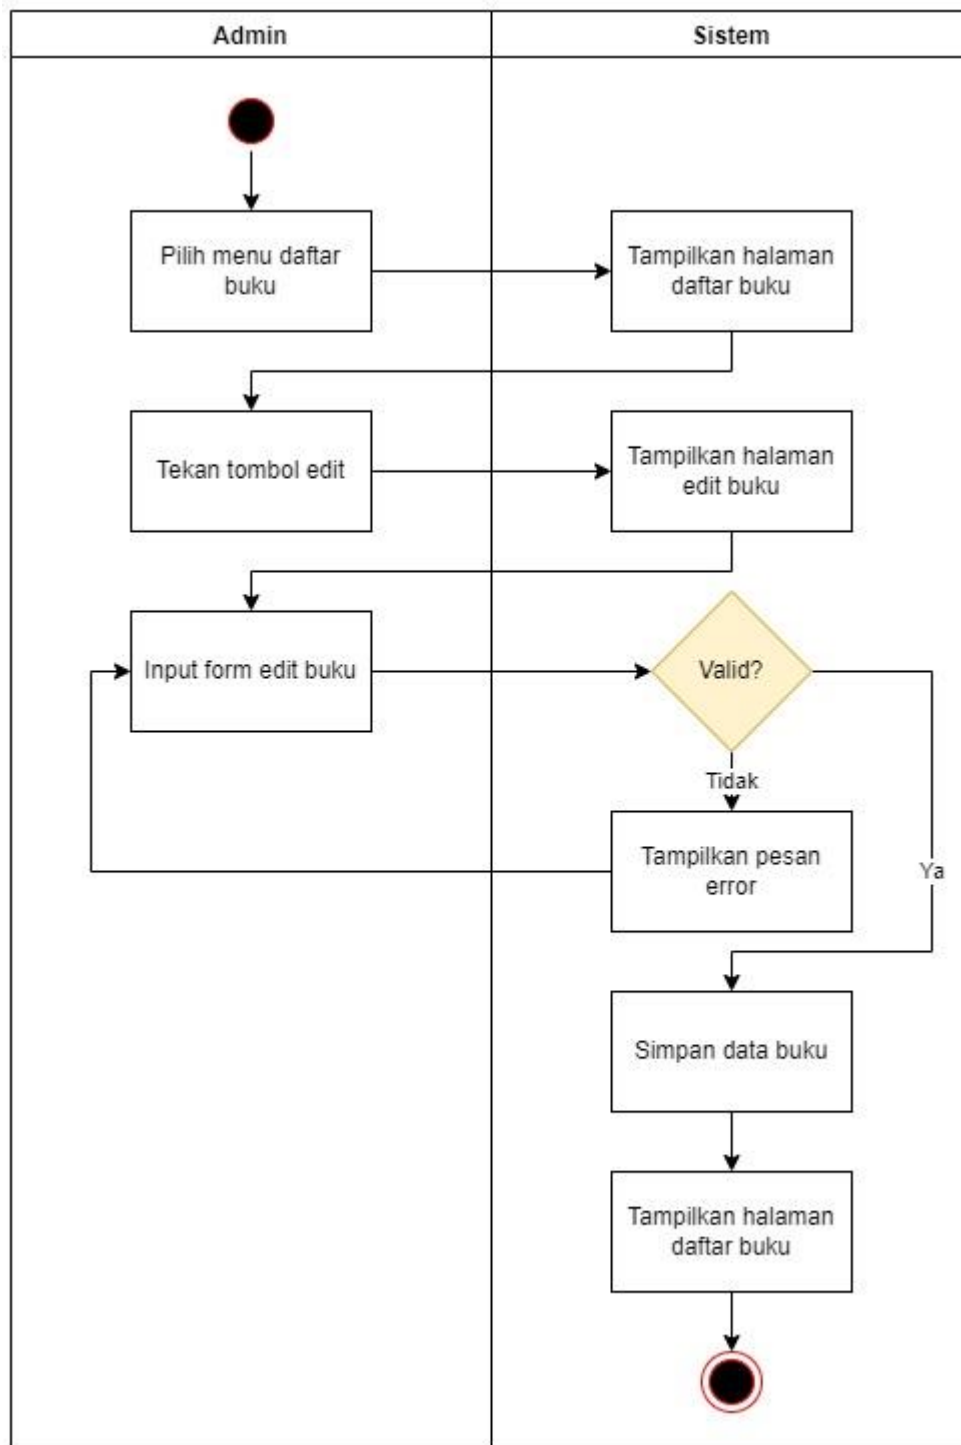 Admin
Sistem
Pilih menu daftar
buku
Tampilkan halaman
daftar buku
Tekan tombol edit
Tampilkan halaman
edit buku
Input form edit buku
Valid?
Tidak
Tampilkan pesan
error
Ya
Simpan data buku
Tampilkan halaman
daftar buku